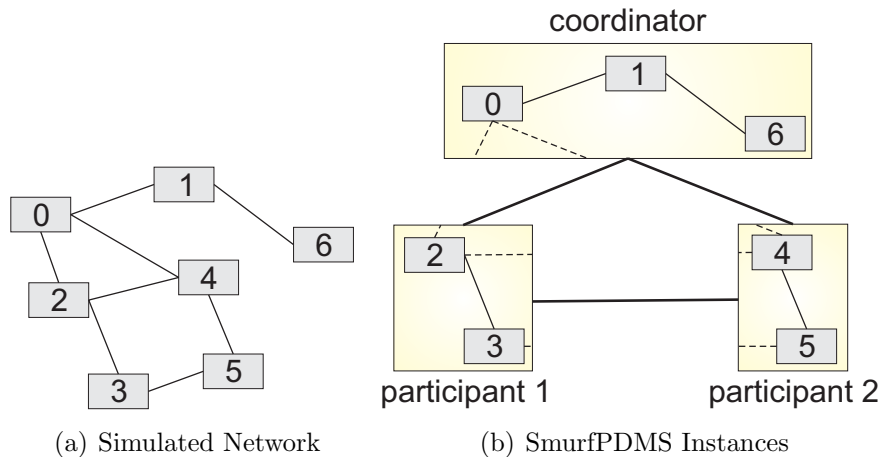 coordinator
0
1
6
0
1
6
2
4
3
5
2
4
3
5
participant 1
participant 2
(a) Simulated Network
(b) SmurfPDMS Instances